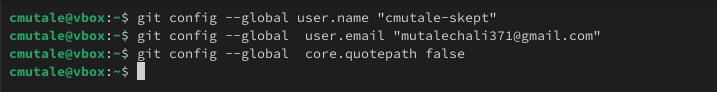 cmutale@vbox:~$ git config --global user.name "cmutale-skept"
cmutale@vbox:~$ git config --global  user.email "mutalechali371@gmail.com"
cmutale@vbox:~$ git config --global  core.quotepath false
cmutale@vbox:~$